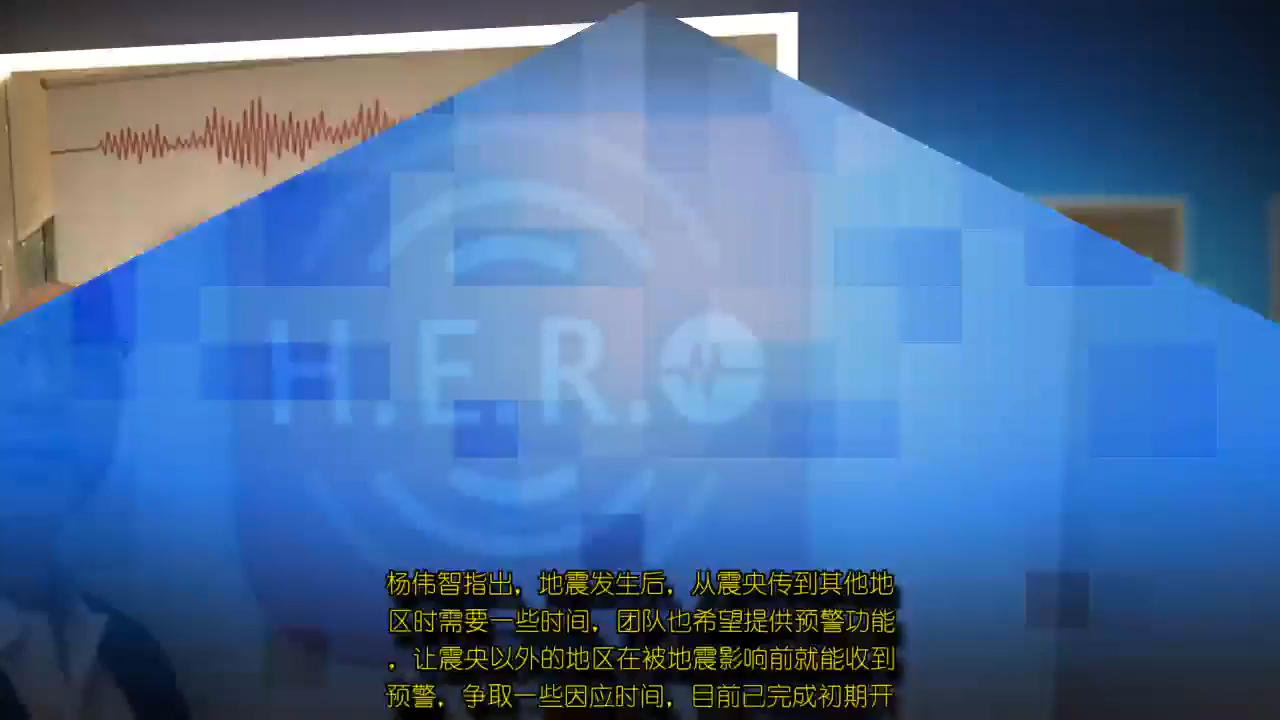 H.E.R.O
杨伟智指出，地震发生后，从震央传到其他地
区时需要一些时间，团队也希望提供预警功能
，让震央以外的地区在被地震影响前就能收到
预警，争取一些因应时间，目前已完成初期开